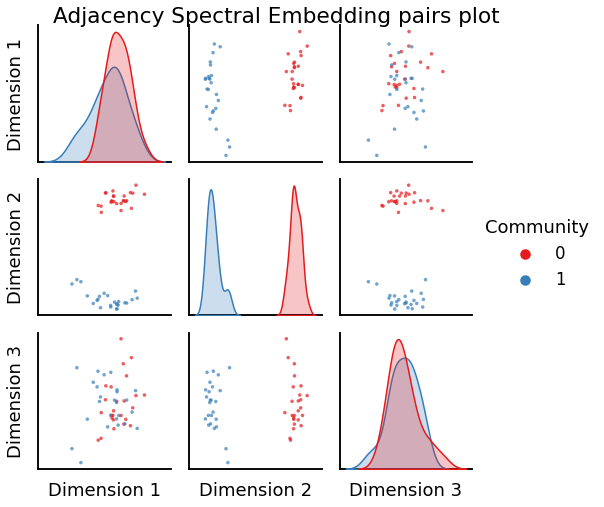 Adjacency Spectral Embedding pairs plot
Dimension 1
Dimension 2
Dimension 3
Community
0
1
Dimension 1
Dimension 2
Dimension 3